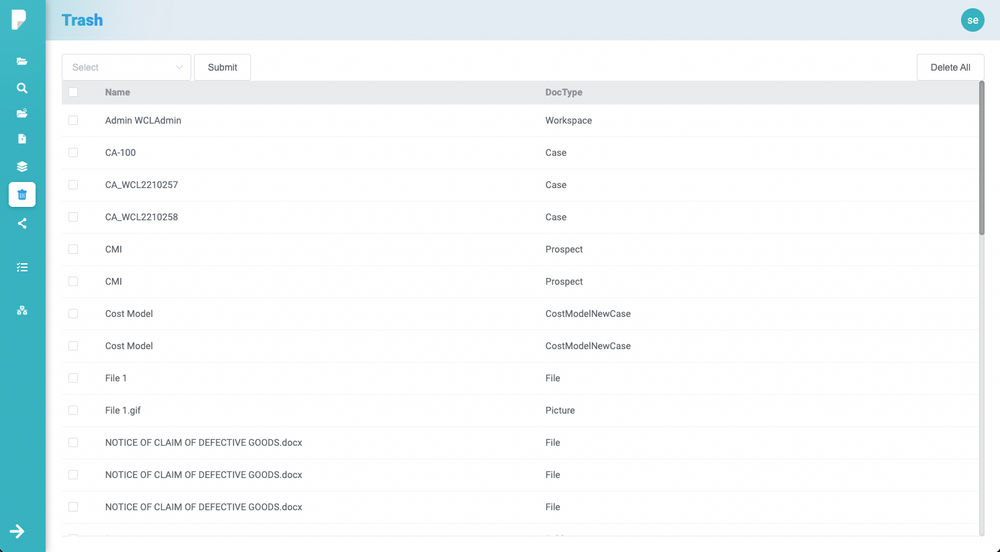 Trash
se
Select
Submit
Delete All
Name DocType
Admin WCLAdmin Workspace
CA-100 Case
CA_WCL2210257 Case
CA_WCL2210258 Case
CMI Prospect
CMI Prospect
Cost Model CostModelNewCase
Cost Model CostModelNewCase
File 1 File
File 1.gif Picture
NOTICE OF CLAIM OF DEFECTIVE GOODS.docx File
NOTICE OF CLAIM OF DEFECTIVE GOODS.docx File
NOTICE OF CLAIM OF DEFECTIVE GOODS.docx File